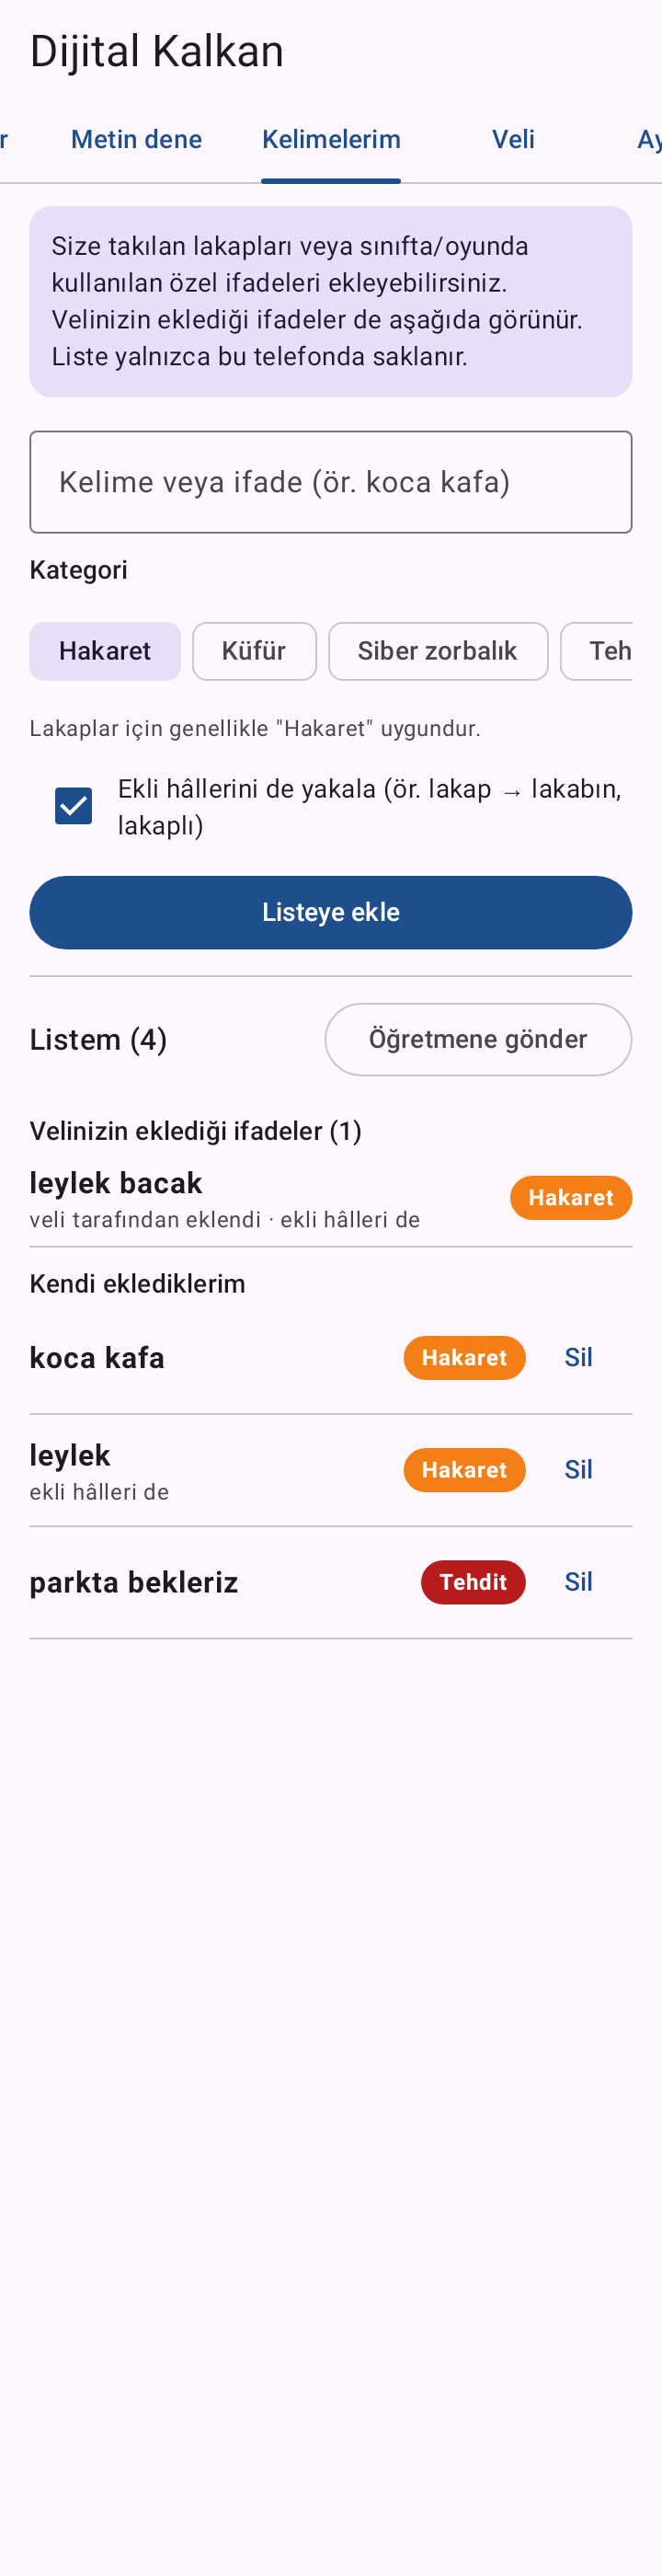 Dijital Kalkan
r
Metin dene
Kelimelerim
Veli
Ay
Size takılan lakapları veya sınıfta/oyunda
kullanılan özel ifadeleri ekleyebilirsiniz.
Velinizin eklediği ifadeler de aşağıda görünür.
Liste yalnızca bu telefonda saklanır.
Kelime veya ifade (ör. koca kafa)
Kategori
Hakaret
Küfür
Siber zorbalık
Teh
Lakaplar için genellikle "Hakaret" uygundur.
Ekli hâllerini de yakala (ör. lakap → lakabın,
lakaplı)
Listeye ekle
Listem (4)
Öğretmene gönder
Velinizin eklediği ifadeler (1)
leylek bacak
veli tarafından eklendi · ekli hâlleri de
Hakaret
Kendi eklediklerim
koca kafa
Hakaret
Sil
leylek
ekli hâlleri de
Hakaret
Sil
parkta bekleriz
Tehdit
Sil